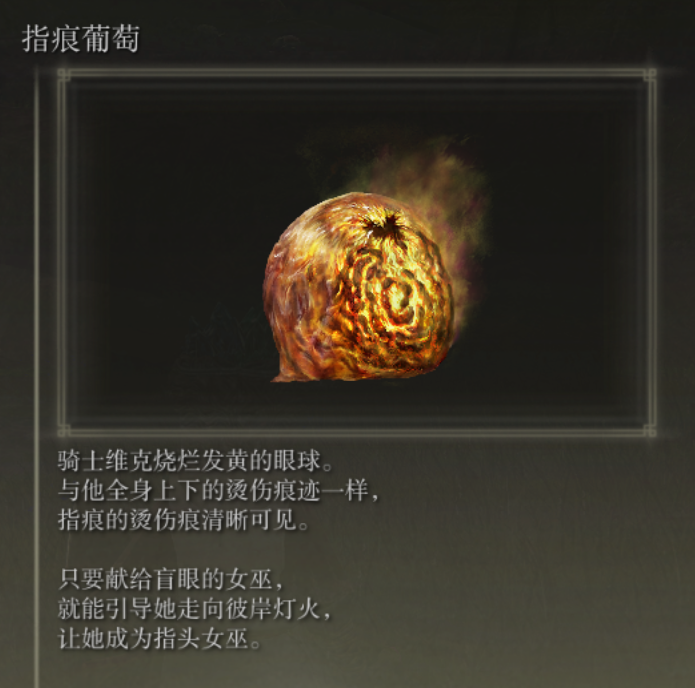 指痕葡萄
骑士维克烧烂发黄的眼球。
与他全身上下的烫伤痕迹一样，
指痕的烫伤痕清晰可见。
只要献给盲眼的女巫，
就能引导她走向彼岸灯火，
让她成为指头女巫。